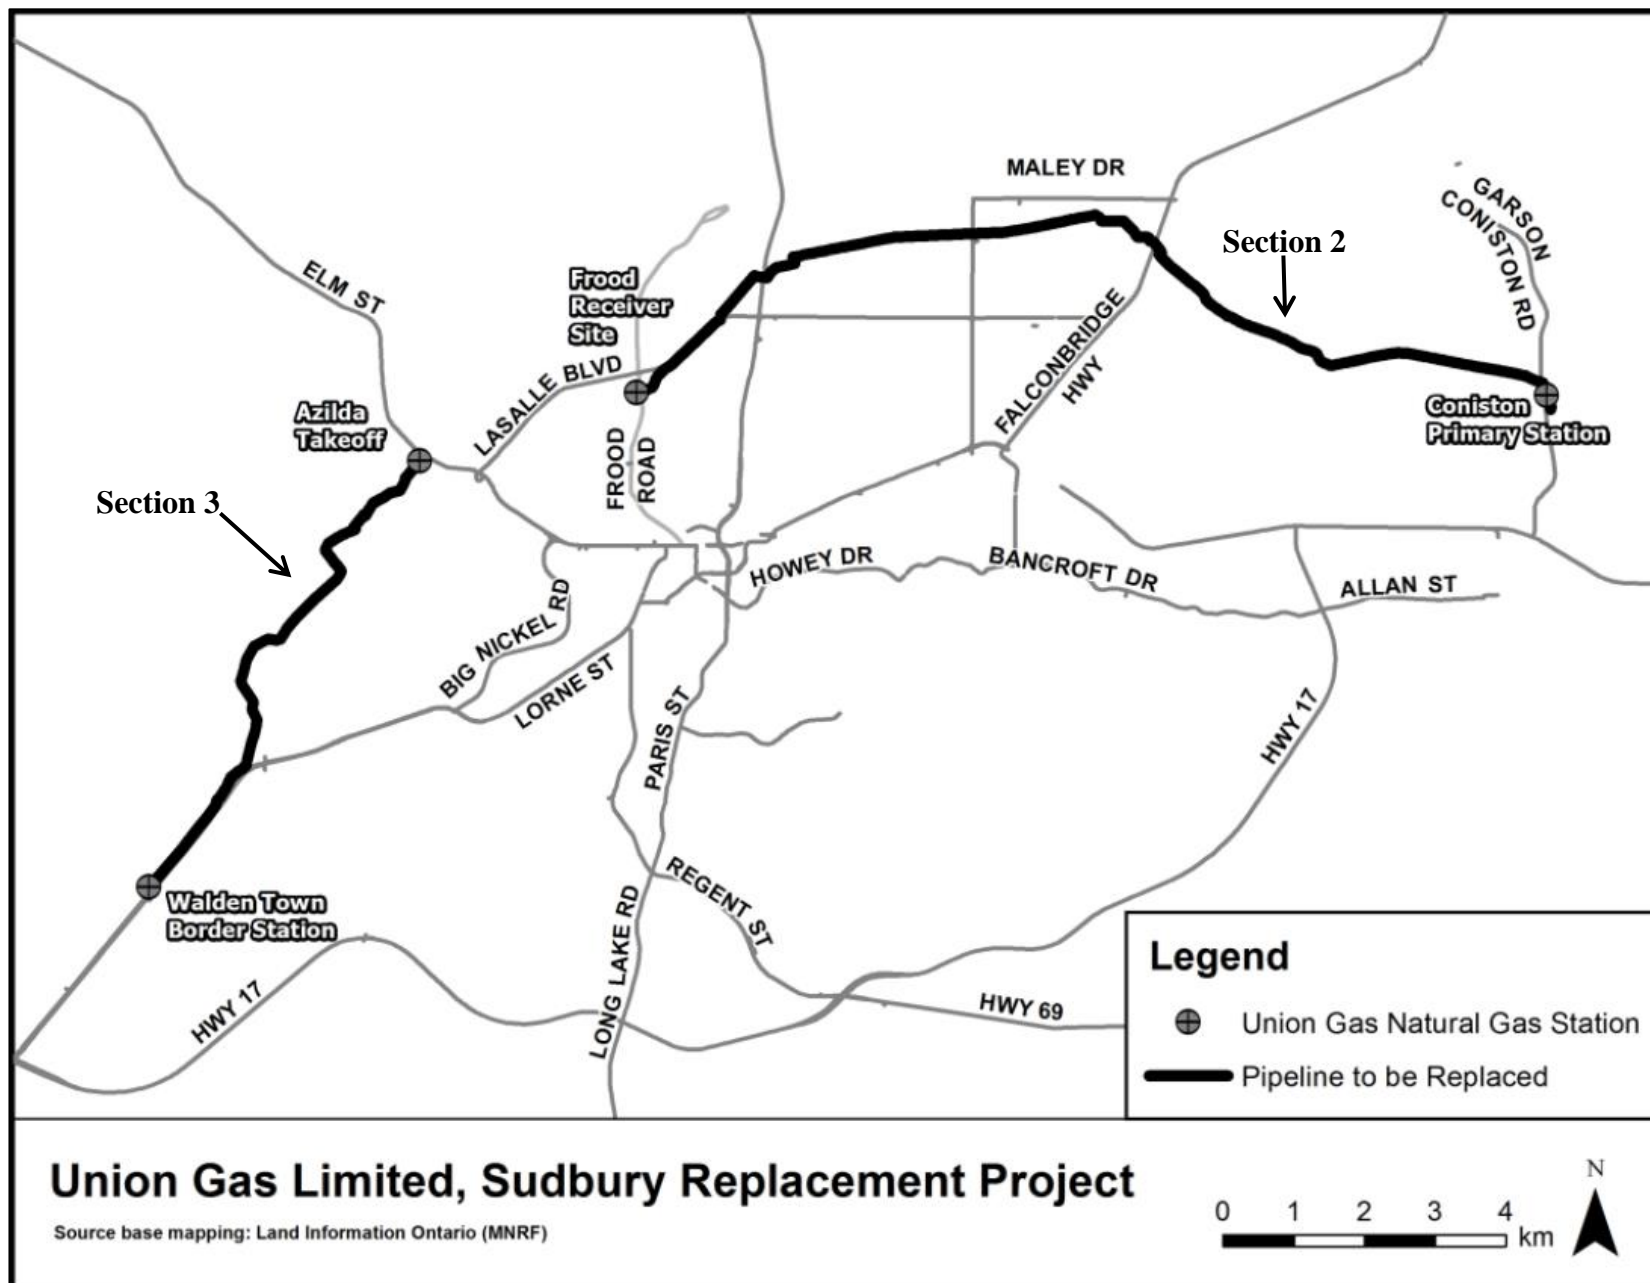 MALEY DR
GARSON
CONISTON RD
Section 2
ELM ST
Frood
Receiver
Site
FALCONBRIDGE
HWY
LASALLE BLVD
Azilda
Takeoff
Coniston
Primary Station
FROOD
ROAD
Section 3
HOWEY DR
BANCROFT DR
ALLAN ST
BIG NICKEL RD
LORNE ST
PARIS ST
HWY 17
REGENT ST
Walden Town
Border Station
LONG LAKE RD
HWY 17
HWY 69
Legend
Union Gas Natural Gas Station
Pipeline to be Replaced
Union Gas Limited, Sudbury Replacement Project
Source base mapping: Land Information Ontario (MNRF)
N
0 1 2 3 4
km